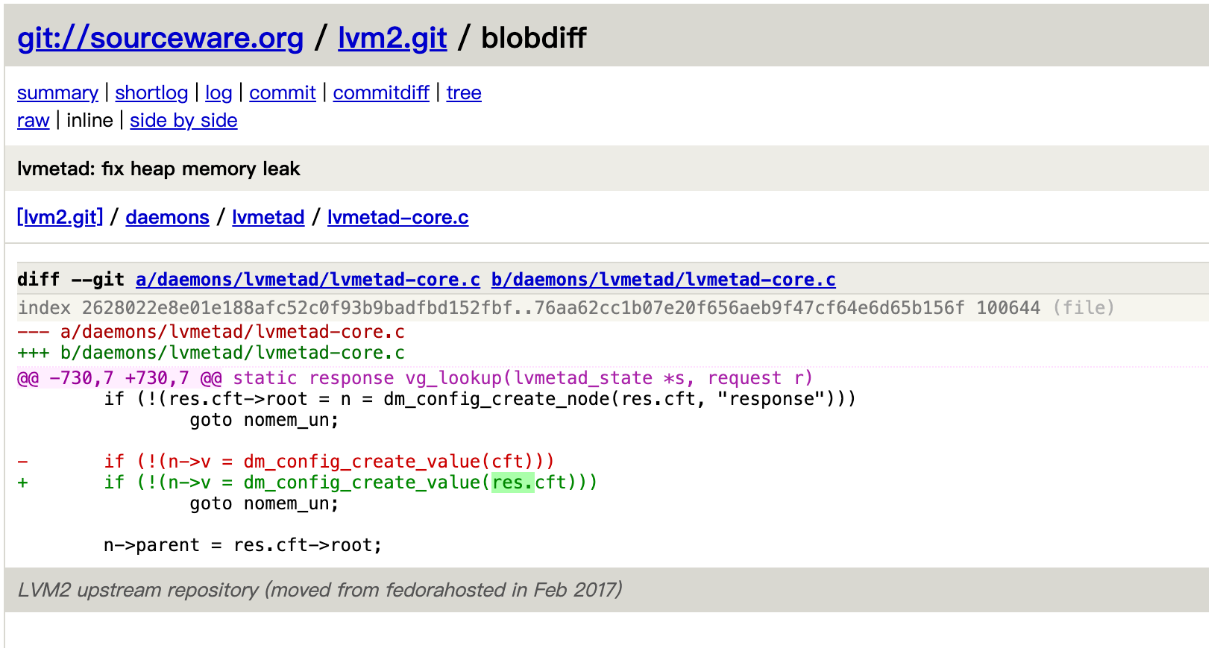 git://sourceware.org / lvm2.git / blobdiff
summary | shortlog | log | commit | commitdiff | tree
raw | inline | side by side
lvmetad: fix heap memory leak
[lvm2.git] / daemons / lvmetad / lvmetad-core.c
diff --git a/daemons/lvmetad/lvmetad-core.c b/daemons/lvmetad/lvmetad-core.c
index 2628022e8e01e188afc52c0f93b9badfbd152fbf..76aa62cc1b07e20f656aeb9f47cf64e6d65b156f 100644 (file)
--- a/daemons/lvmetad/lvmetad-core.c
+++ b/daemons/lvmetad/lvmetad-core.c
@@ -730,7 +730,7 @@ static response vg_lookup(lvmetad_state *s, request r)
        if (!(res.cft->root = n = dm_config_create_node(res.cft, "response")))
                goto nomem_un;
-       if (!(n->v = dm_config_create_value(cft)))
+       if (!(n->v = dm_config_create_value(res.cft)))
                goto nomem_un;
        n->parent = res.cft->root;
LVM2 upstream repository (moved from fedorahosted in Feb 2017)